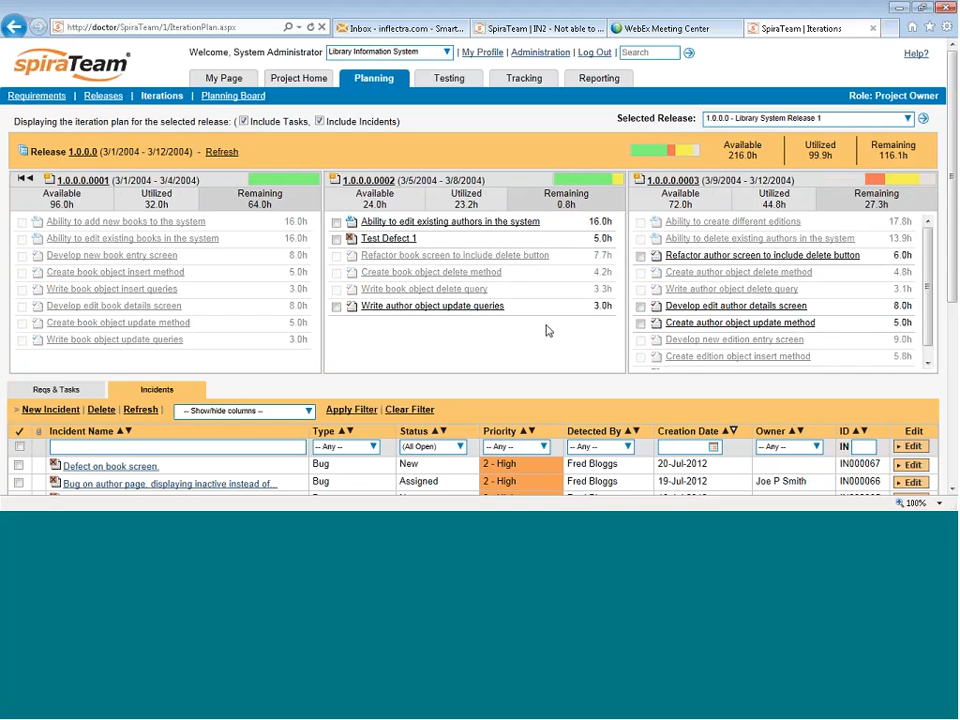 http://doctor/SpiraTeam/1/IterationPlan.aspx
Inbox - inflectra.com - Smart...
SpiraTeam | IN2 - Not able to ...
WebEx Meeting Center
SpiraTeam | Iterations
spiraTeam
Welcome, System Administrator
Library Information System
| My Profile | Administration | Log Out |
Search
Help?
My Page
Project Home
Planning
Testing
Tracking
Reporting
Requirements | Releases | Iterations | Planning Board
Role: Project Owner
Displaying the iteration plan for the selected release: ( Include Tasks, Include Incidents)
Selected Release:
1.0.0.0 - Library System Release 1
Release 1.0.0.0 (3/1/2004 - 3/12/2004) - Refresh
Available 216.0h
Utilized 99.9h
Remaining 116.1h
1.0.0.0.0001 (3/1/2004 - 3/4/2004)
Available 96.0h
Utilized 32.0h
Remaining 64.0h
Ability to add new books to the system 16.0h
Ability to edit existing books in the system 16.0h
Develop new book entry screen 8.0h
Create book object insert method 5.0h
Write book object insert queries 3.0h
Develop edit book details screen 8.0h
Create book object update method 5.0h
Write book object update queries 3.0h
1.0.0.0.0002 (3/5/2004 - 3/8/2004)
Available 24.0h
Utilized 23.2h
Remaining 0.8h
Ability to edit existing authors in the system 16.0h
Test Defect 1 5.0h
Refactor book screen to include delete button 7.7h
Create book object delete method 4.2h
Write book object delete query 3.3h
Write author object update queries 3.0h
1.0.0.0.0003 (3/9/2004 - 3/12/2004)
Available 72.0h
Utilized 44.8h
Remaining 27.3h
Ability to create different editions 17.8h
Ability to delete existing authors in the system 13.9h
Refactor author screen to include delete button 6.0h
Create author object delete method 4.8h
Write author object delete query 3.1h
Develop edit author details screen 8.0h
Create author object update method 5.0h
Develop new edition entry screen 9.0h
Create edition object insert method 5.8h
Reqs & Tasks
Incidents
> New Incident | Delete | Refresh |
-- Show/hide columns --
Apply Filter | Clear Filter
Incident Name
Type
Status
Priority
Detected By
Creation Date
Owner
ID
Edit
-- Any --
(All Open)
-- Any --
-- Any --
-- Any --
IN
Edit
Defect on book screen. Bug New 2 - High Fred Bloggs 20-Jul-2012 IN000067 Edit
Bug on author page, displaying inactive instead of... Bug Assigned 2 - High Fred Bloggs 19-Jul-2012 Joe P Smith IN000066 Edit
100%